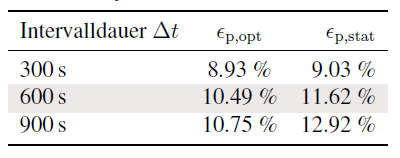 Intervalldauer Δt ϵp,opt ϵp,stat
300 s 8.93 % 9.03 %
600 s 10.49 % 11.62 %
900 s 10.75 % 12.92 %